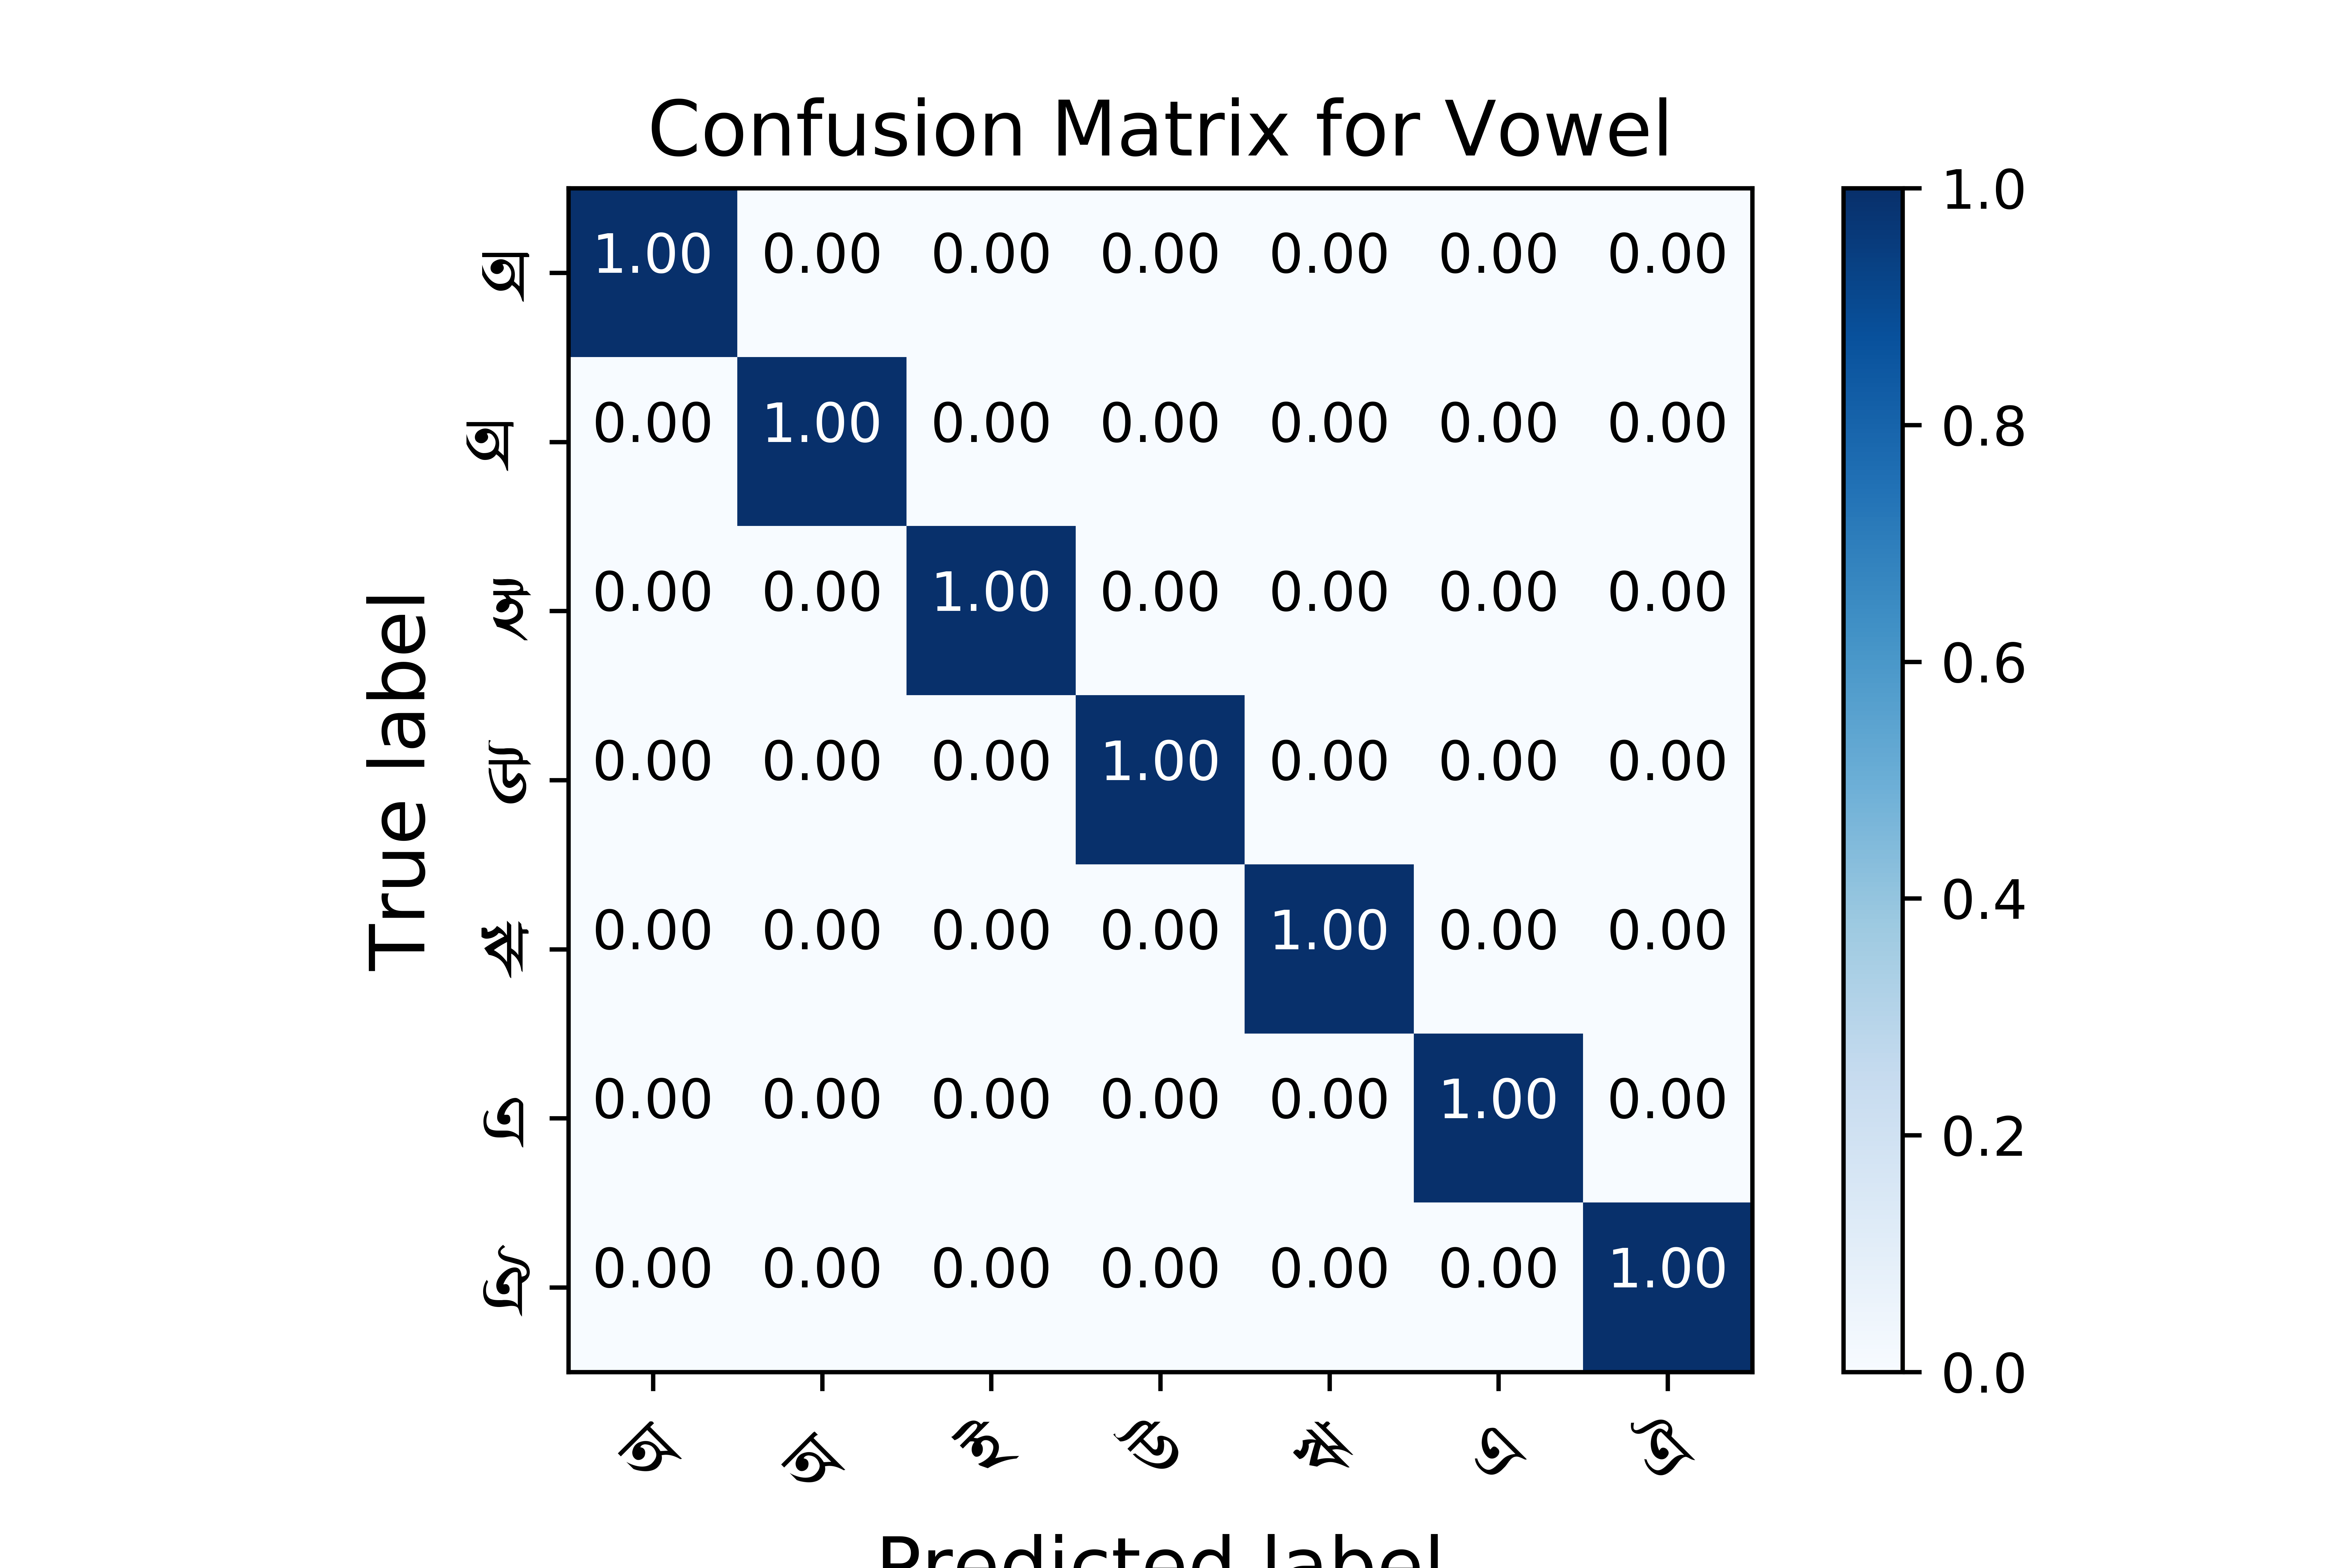 Confusion Matrix for Vowel
True label
অ 1.00 0.00 0.00 0.00 0.00 0.00 0.00
অ 0.00 1.00 0.00 0.00 0.00 0.00 0.00
ই 0.00 0.00 1.00 0.00 0.00 0.00 0.00
উ 0.00 0.00 0.00 1.00 0.00 0.00 0.00
ঋ 0.00 0.00 0.00 0.00 1.00 0.00 0.00
এ 0.00 0.00 0.00 0.00 0.00 1.00 0.00
ঐ 0.00 0.00 0.00 0.00 0.00 0.00 1.00
অ অ ই উ ঋ এ ঐ
Predicted label
1.0
0.8
0.6
0.4
0.2
0.0